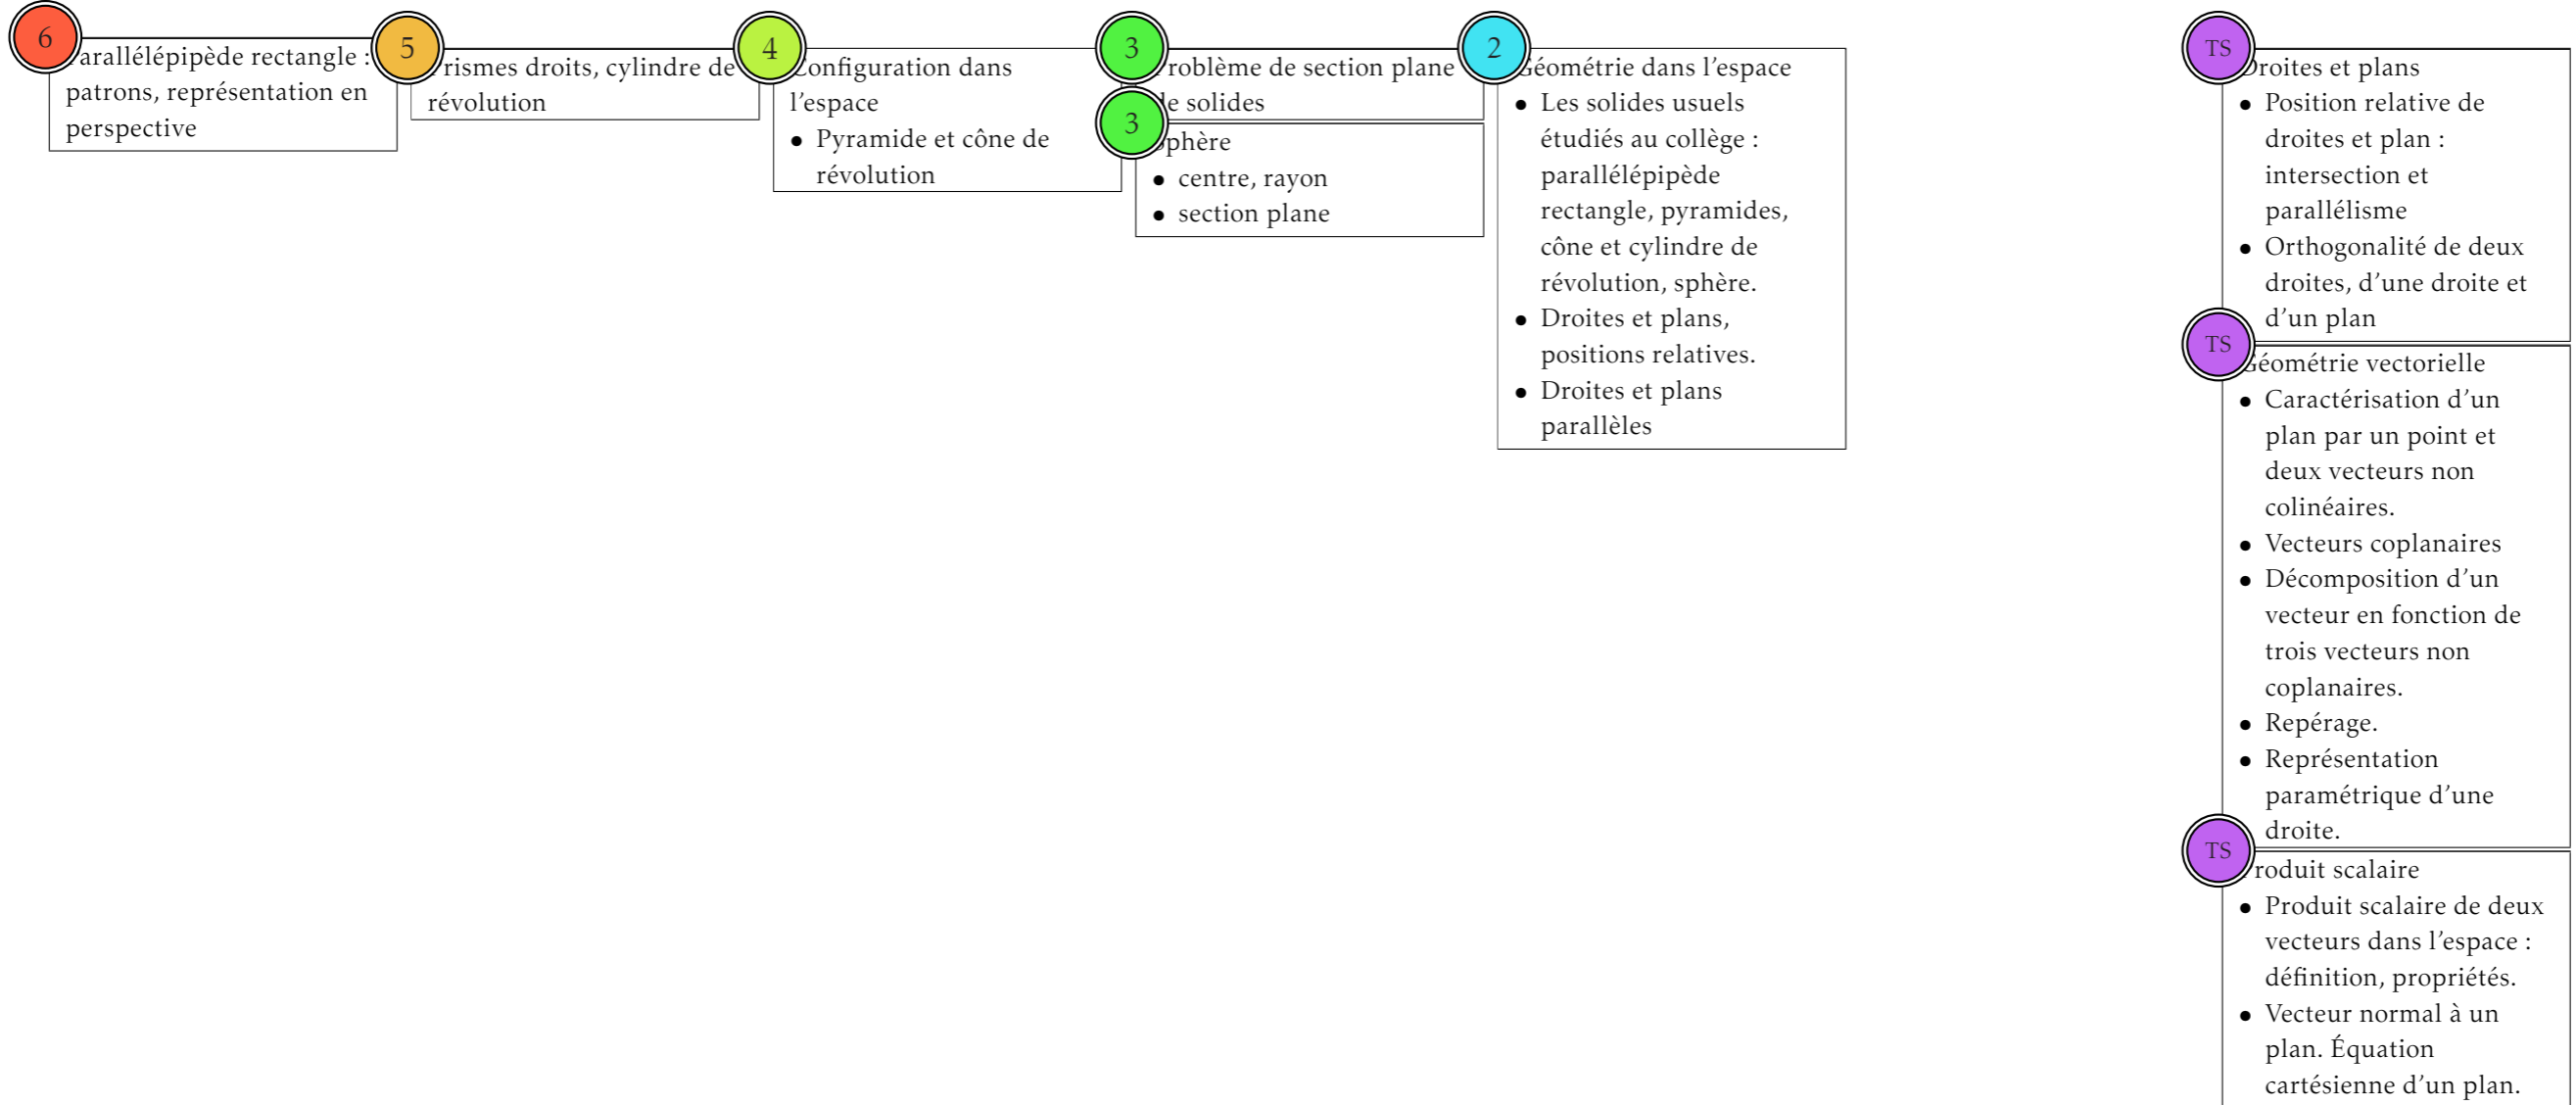 6
arallélépipède rectangle :
patrons, représentation en
perspective
5
rismes droits, cylindre de
révolution
4
onfiguration dans
l'espace
• Pyramide et cône de
révolution
3
roblème de section plane
de solides
3
phère
• centre, rayon
• section plane
2
Géométrie dans l'espace
• Les solides usuels
étudiés au collège :
parallélépipède
rectangle, pyramides,
cône et cylindre de
révolution, sphère.
• Droites et plans,
positions relatives.
• Droites et plans
parallèles
TS
Droites et plans
• Position relative de
droites et plan :
intersection et
parallélisme
• Orthogonalité de deux
droites, d'une droite et
d'un plan
TS
Géométrie vectorielle
• Caractérisation d'un
plan par un point et
deux vecteurs non
colinéaires.
• Vecteurs coplanaires
• Décomposition d'un
vecteur en fonction de
trois vecteurs non
coplanaires.
• Repérage.
• Représentation
paramétrique d'une
droite.
TS
roduit scalaire
• Produit scalaire de deux
vecteurs dans l'espace :
définition, propriétés.
• Vecteur normal à un
plan. Équation
cartésienne d'un plan.